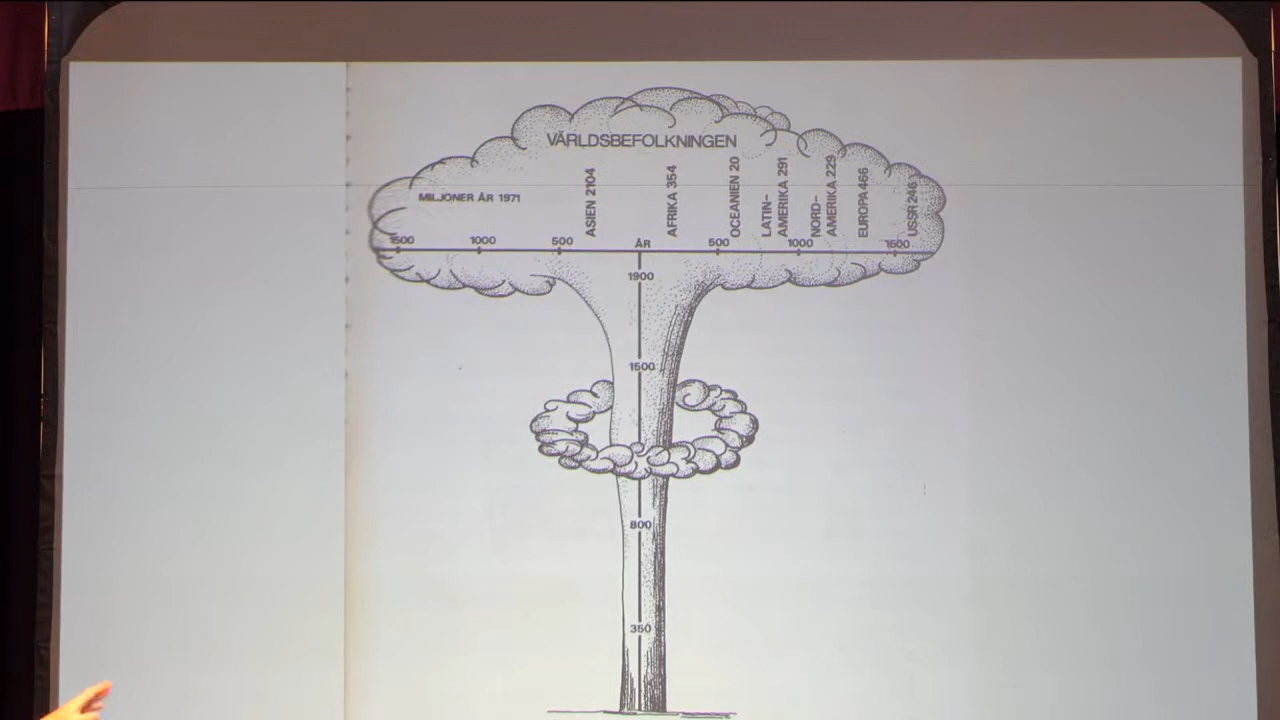 VÄRLDSBEFOLKNINGEN
MILJONER ÅR 1971
ASIEN 2104
AFRIKA 354
OCEANIEN 20
LATIN-
AMERIKA 291
NORD-
AMERIKA 229
EUROPA 466
USSR 246
1500 1000 500 ÅR 500 1000 1500
1900
1500
800
350